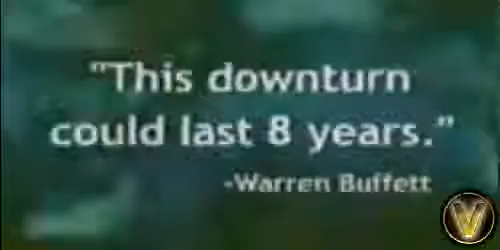 "This downturn
could last 8 years."
-Warren Buffett
V